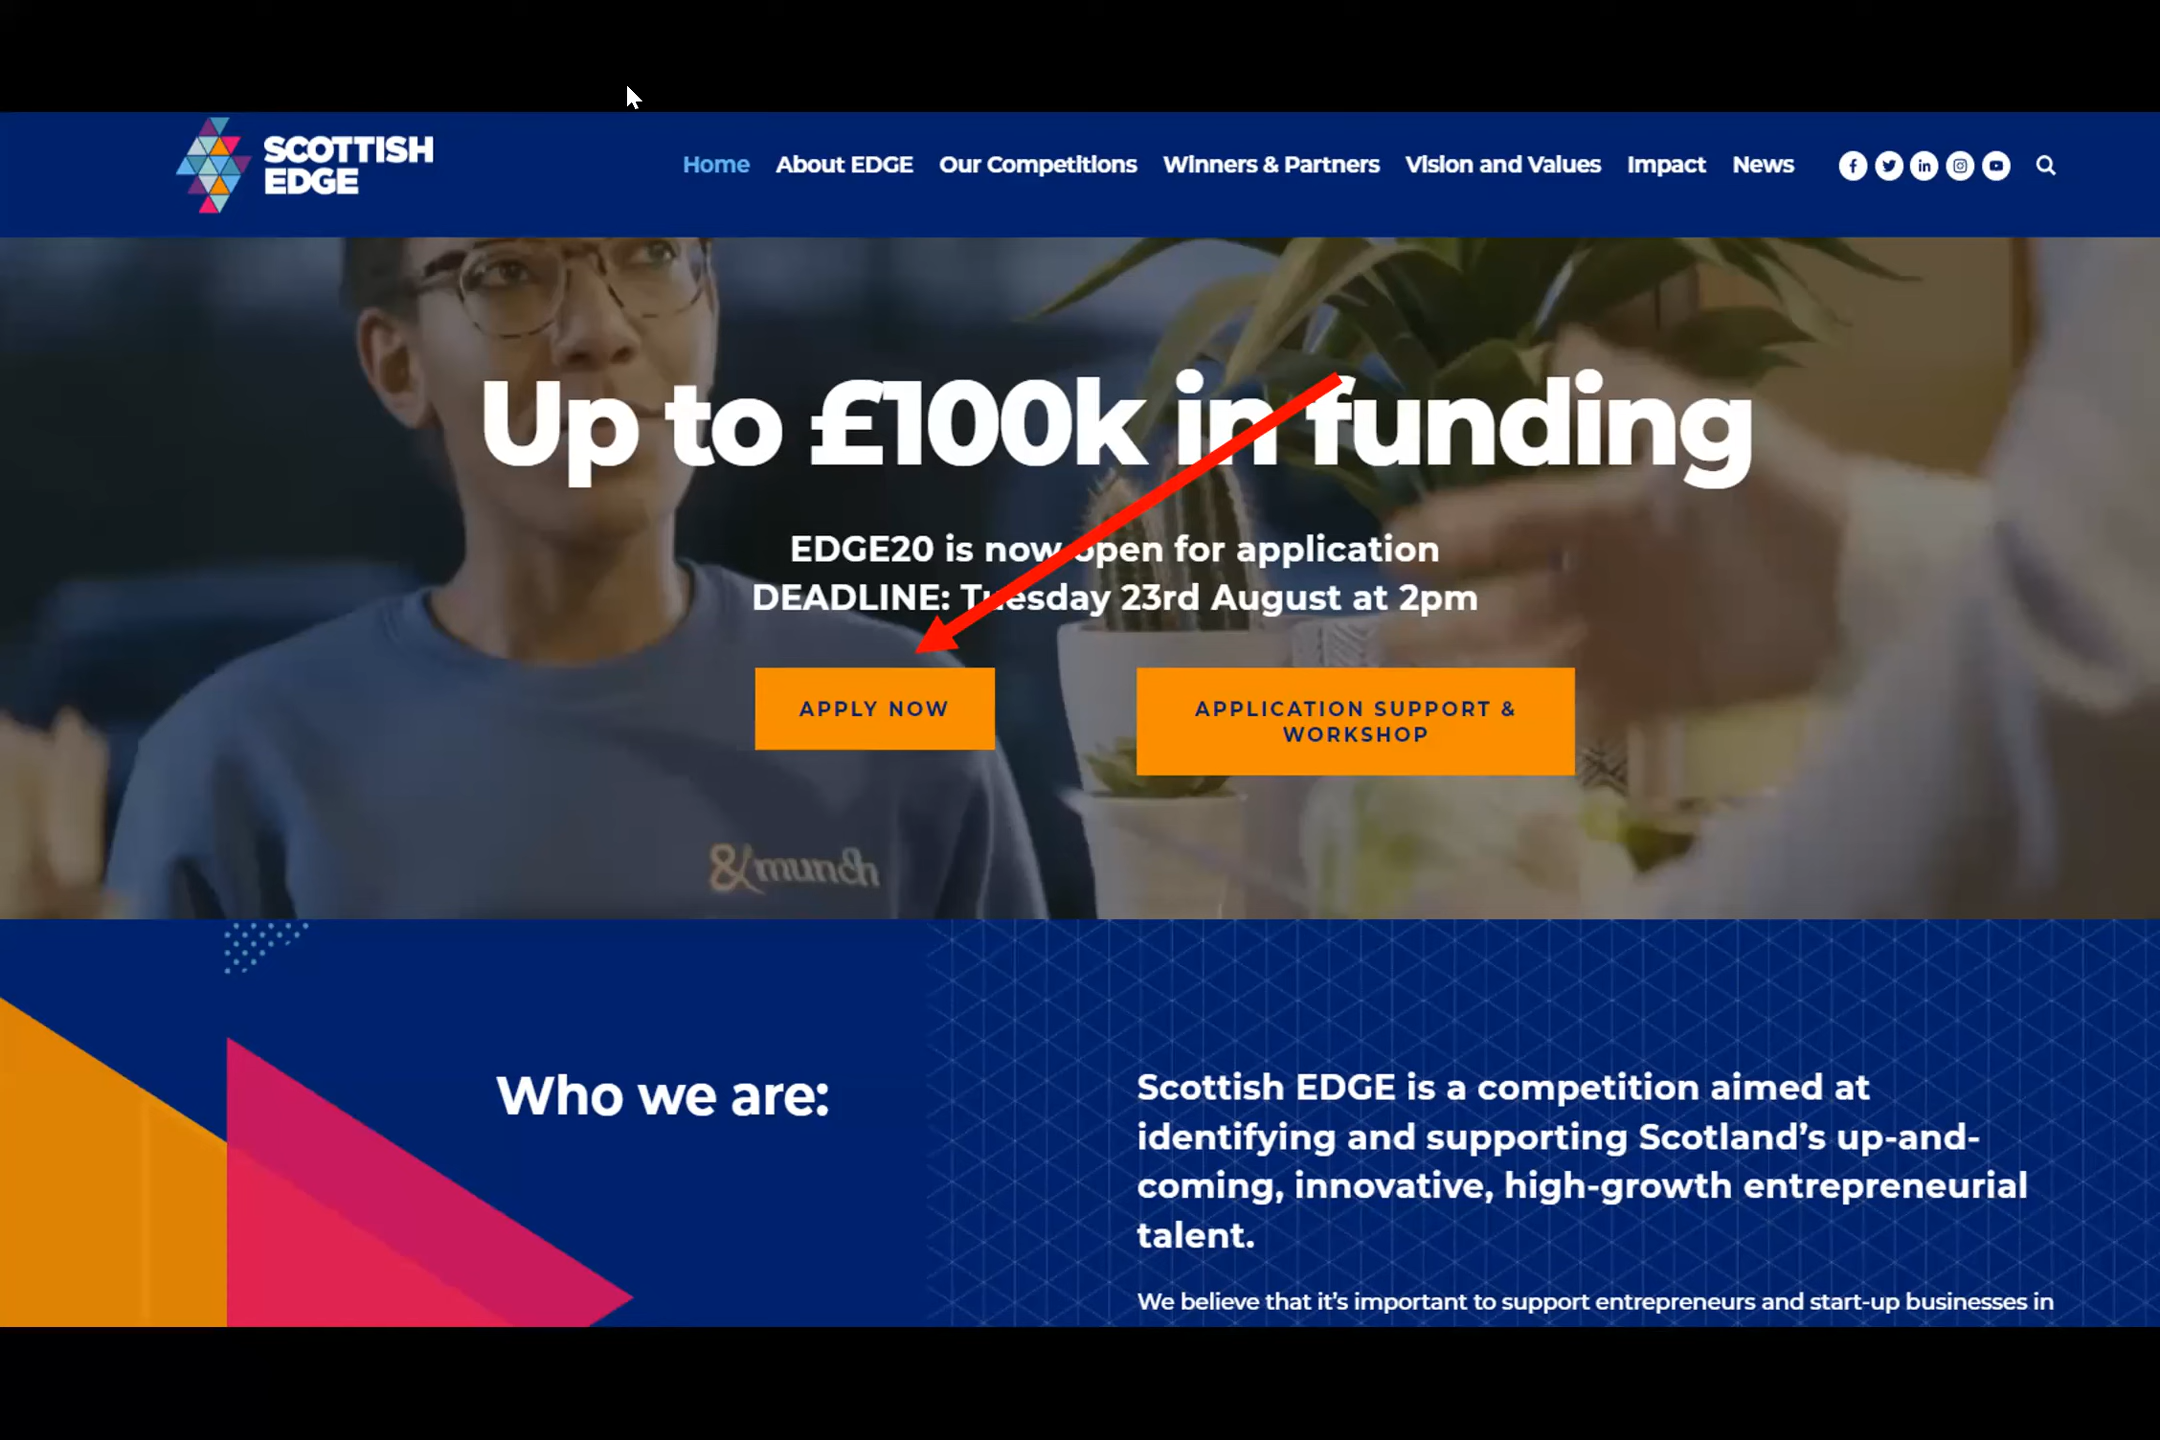 SCOTTISH
EDGE
Home About EDGE Our Competitions Winners & Partners Vision and Values Impact News
Up to £100k in funding
EDGE20 is now open for application
DEADLINE: Tuesday 23rd August at 2pm
APPLY NOW
APPLICATION SUPPORT &
WORKSHOP
&munch
Who we are:
Scottish EDGE is a competition aimed at
identifying and supporting Scotland's up-and-
coming, innovative, high-growth entrepreneurial
talent.
We believe that it's important to support entrepreneurs and start-up businesses in